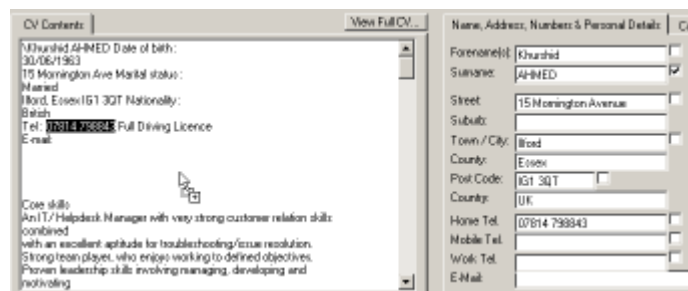 CV Contents
View Full CV...
\Khurshid AHMED Date of birth :
30/06/1963
15 Mornington Ave Marital status :
Married
Ilford, Essex IG1 3QT Nationality :
British
Tel : 07814 798843 Full Driving Licence
E-mail:
Core skills
An IT / Helpdesk Manager with very strong customer relation skills
combined
with an excellent aptitude for troubleshooting/issue resolution.
Strong team player, who enjoys working to defined objectives.
Proven leadership skills involving managing, developing and
motivating
Name, Address, Numbers & Personal Details
Forename(s): Khurshid
Surname: AHMED
Street: 15 Mornington Avenue
Suburb:
Town / City: Ilford
County: Essex
Post Code: IG1 3QT
Country: UK
Home Tel. 07814 798843
Mobile Tel.
Work Tel.
E-Mail: